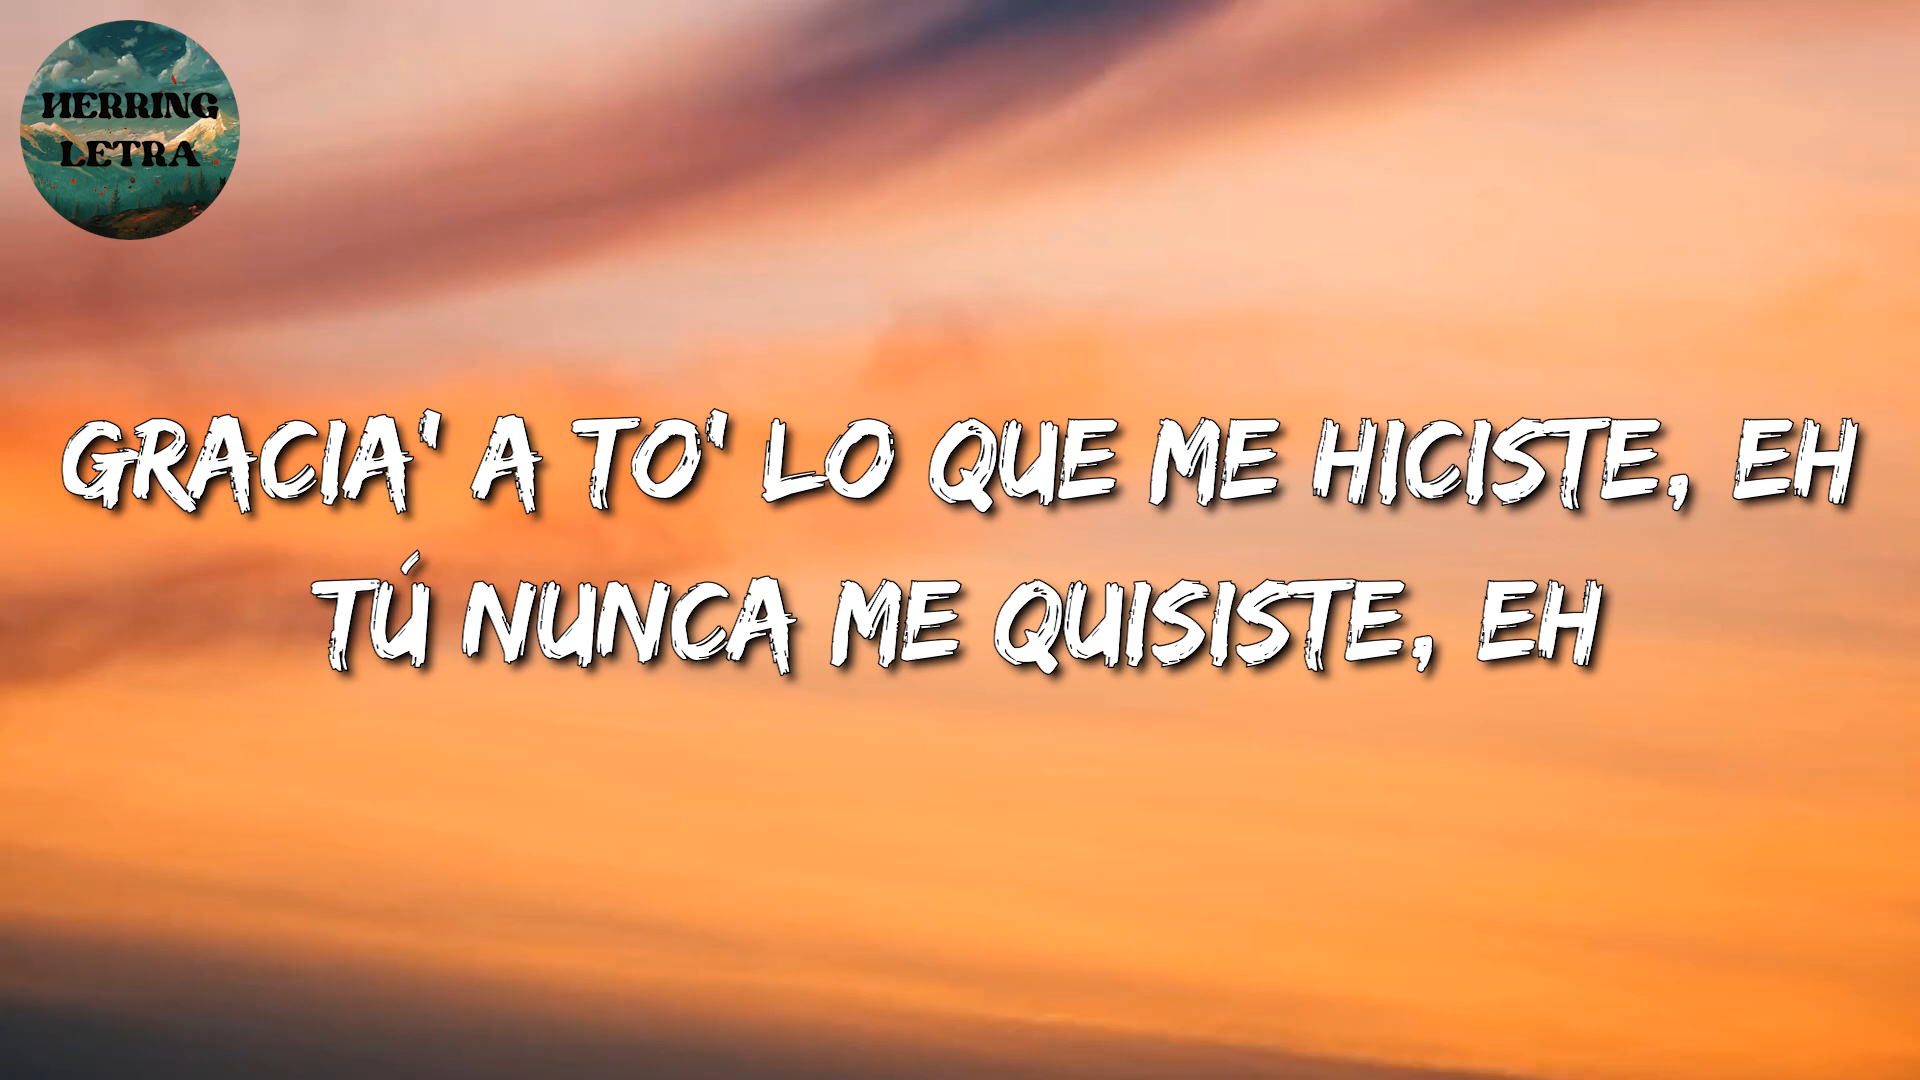 HERRING
LETRA
GRACIA' A TO' LO QUE ME HICISTE, EH
TÚ NUNCA ME QUISISTE, EH